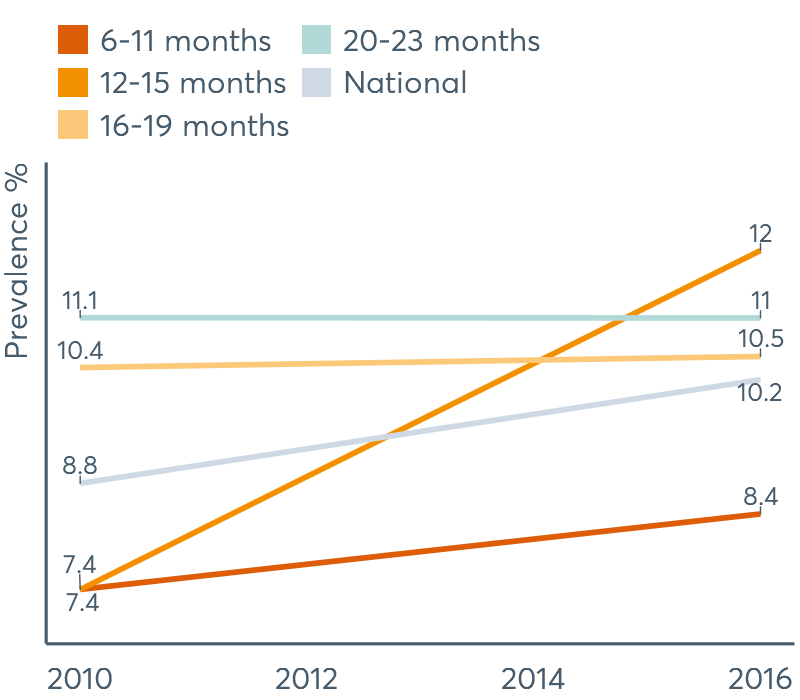 6-11 months
20-23 months
12-15 months
National
16-19 months
Prevalence %
12
11.1
11
10.4
10.5
10.2
8.8
8.4
7.4
7.4
2010
2012
2014
2016